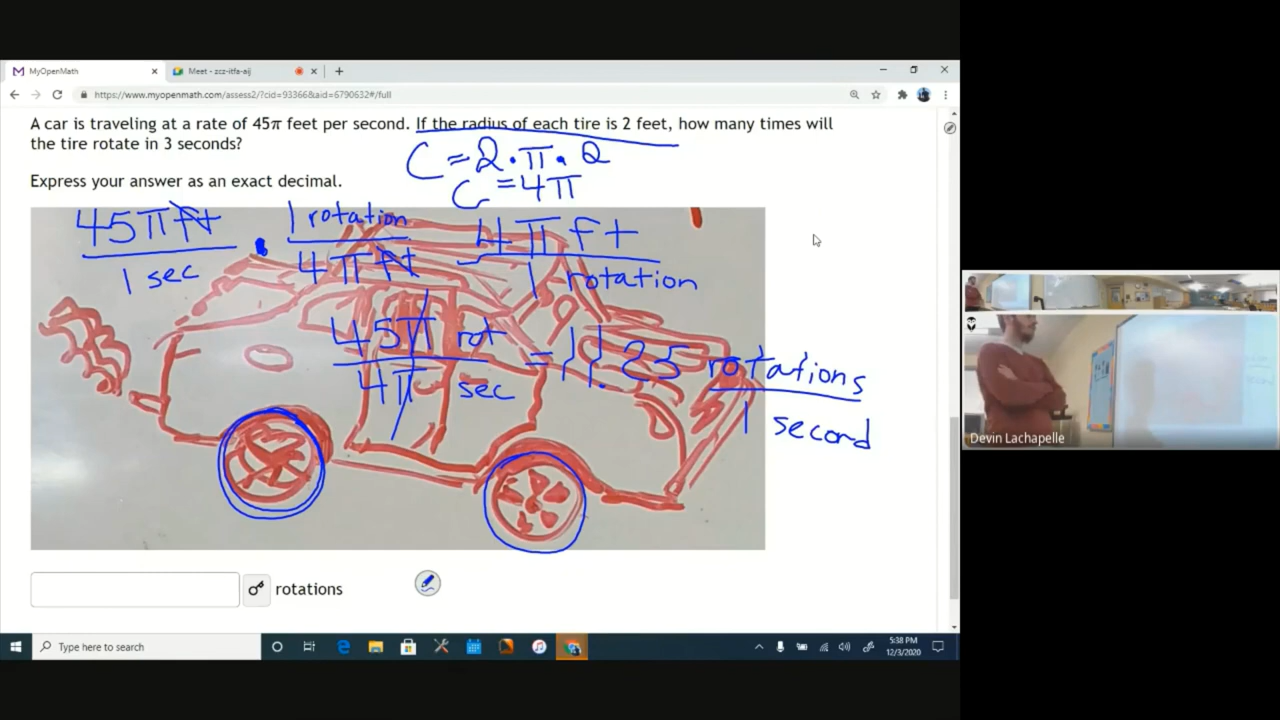 MyOpenMath
Meet - zcz-itfa-aij
https://www.myopenmath.com/assess2/?cid=93366&aid=6790632#/full
A car is traveling at a rate of 45π feet per second. If the radius of each tire is 2 feet, how many times will
the tire rotate in 3 seconds?
C = 2 · π · 2
Express your answer as an exact decimal.
C = 4π
45π ft
1 sec
·
1 rotation
4π ft
4π ft
1 rotation
45π rot
4π sec
= 11.25 rotations
1 second
Devin Lachapelle
rotations
Type here to search
5:38 PM
12/3/2020